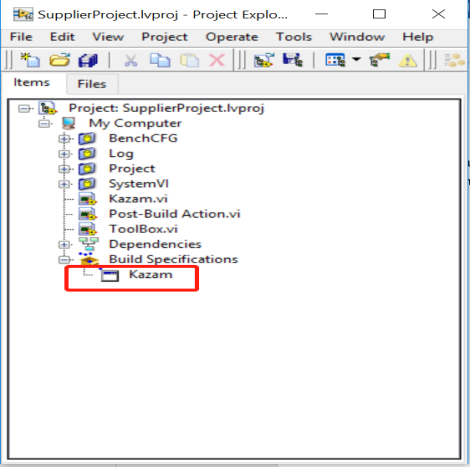 SupplierProject.lvproj - Project Explo...
File Edit View Project Operate Tools Window Help
Items Files
Project: SupplierProject.lvproj
My Computer
BenchCFG
Log
Project
SystemVI
Kazam.vi
Post-Build Action.vi
ToolBox.vi
Dependencies
Build Specifications
Kazam